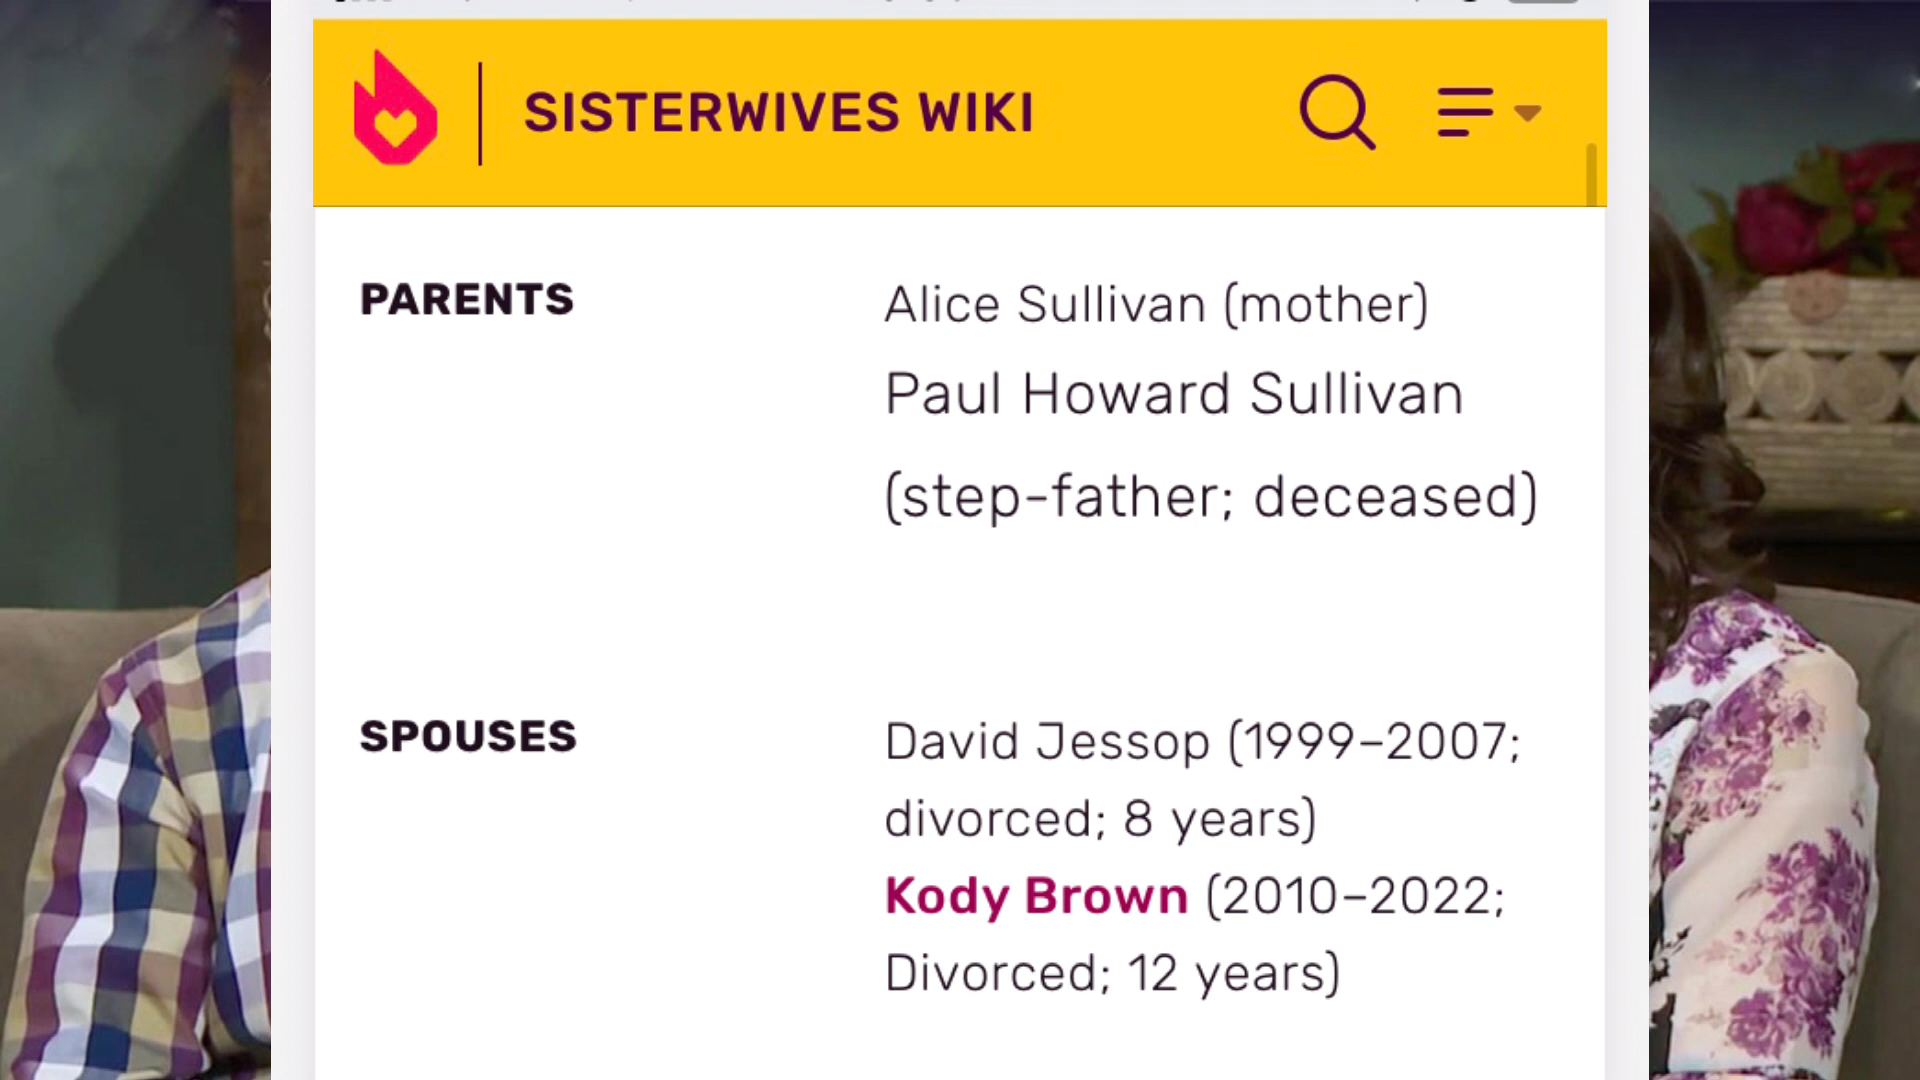 SISTERWIVES WIKI
PARENTS
Alice Sullivan (mother)
Paul Howard Sullivan
(step-father; deceased)
SPOUSES
David Jessop (1999–2007;
divorced; 8 years)
Kody Brown (2010–2022;
Divorced; 12 years)